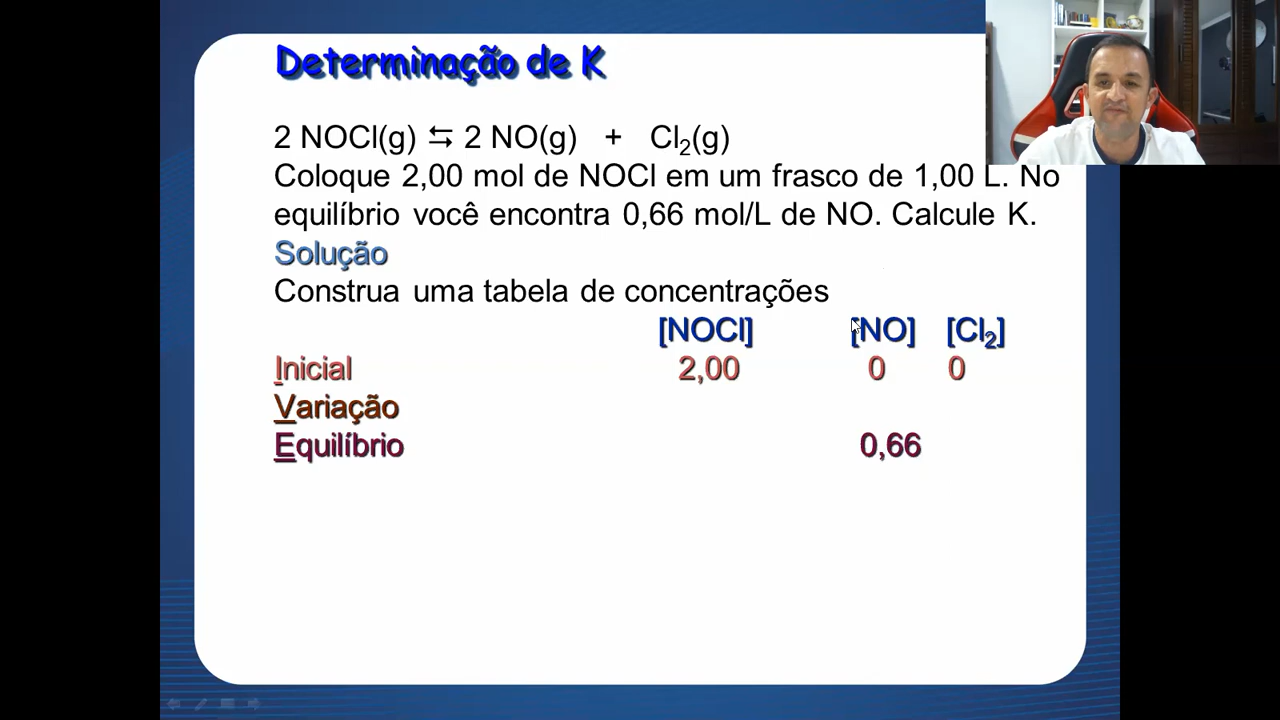 Determinação de K
2 NOCl(g) ⇆ 2 NO(g) + Cl₂(g)
Coloque 2,00 mol de NOCl em um frasco de 1,00 L. No
equilíbrio você encontra 0,66 mol/L de NO. Calcule K.
Solução
Construa uma tabela de concentrações
[NOCl] [NO] [Cl₂]
Inicial 2,00 0 0
Variação
Equilíbrio 0,66